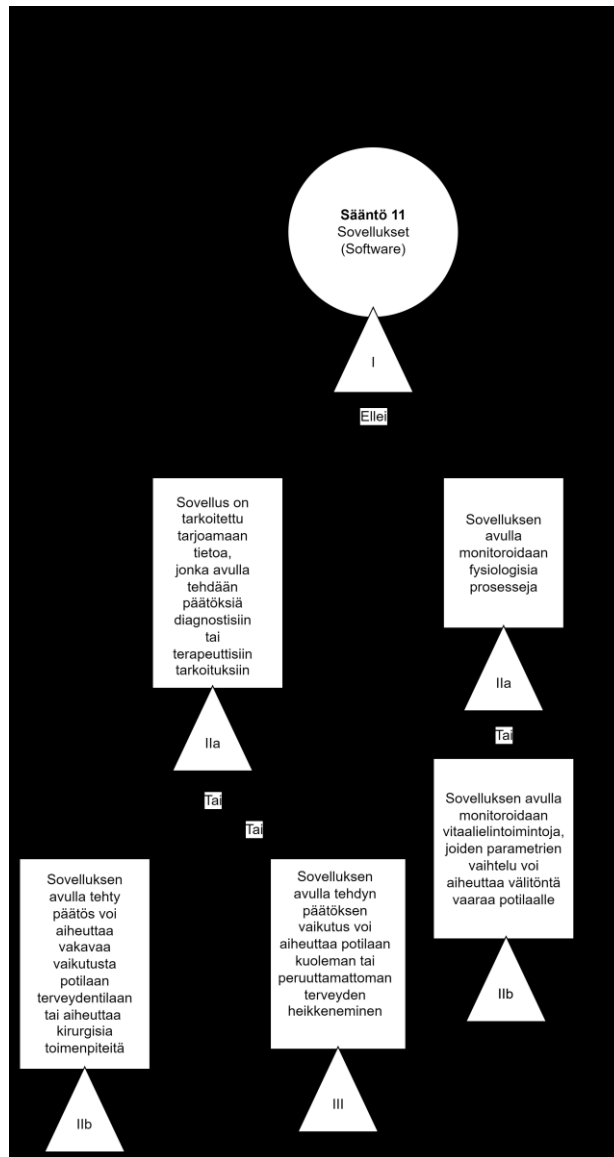 Sääntö 11
Sovellukset
(Software)
I
Ellei
Sovellus on
tarkoitettu
tarjoamaan
tietoa,
jonka avulla
tehdään
päätöksiä
diagnostisiin
tai
terapeuttisiin
tarkoituksiin
IIa
Tai
Tai
Sovelluksen
avulla tehty
päätös voi
aiheuttaa
vakavaa
vaikutusta
potilaan
terveydentilaan
tai aiheuttaa
kirurgisia
toimenpiteitä
IIb
Sovelluksen
avulla tehdyn
päätöksen
vaikutus voi
aiheuttaa potilaan
kuoleman tai
peruuttamattoman
terveyden
heikkeneminen
III
Sovelluksen
avulla
monitoroidaan
fysiologisia
prosesseja
IIa
Tai
Sovelluksen avulla
monitoroidaan
vitaalielintoimintoja,
joiden parametrien
vaihtelu voi
aiheuttaa välitöntä
vaaraa potilaalle
IIb